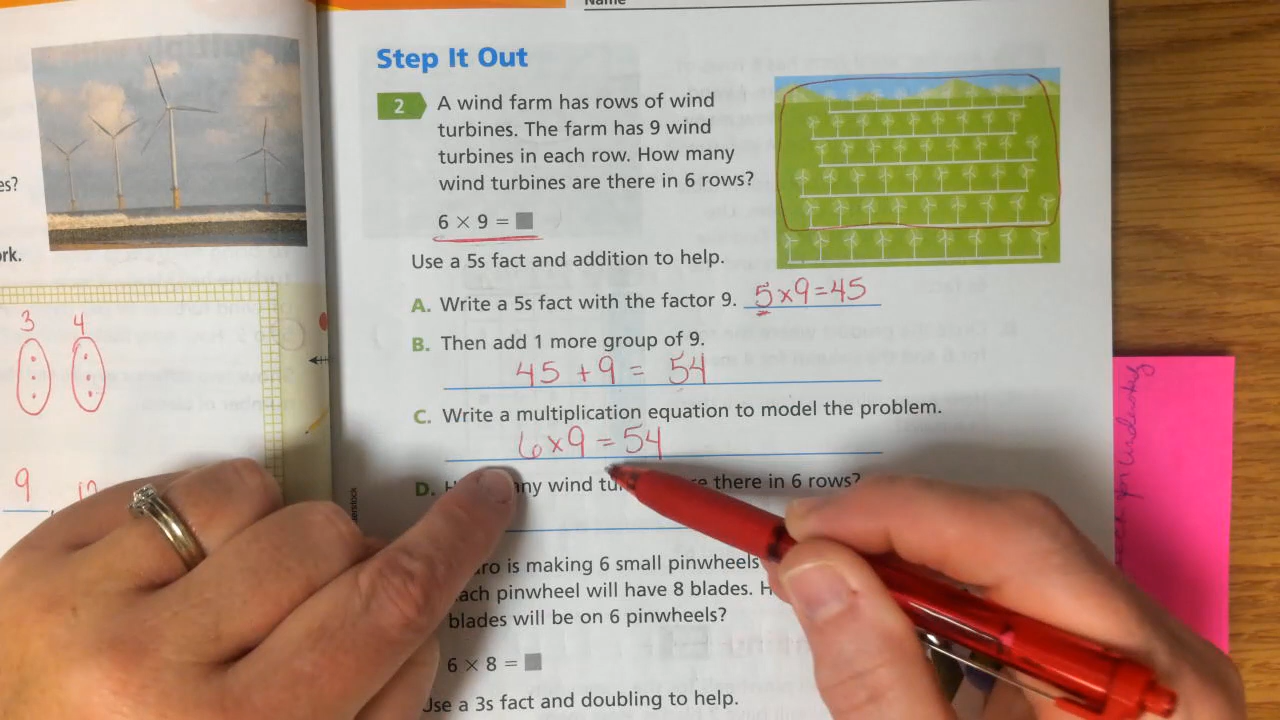 Name
Step It Out
2 A wind farm has rows of wind
turbines. The farm has 9 wind
turbines in each row. How many
wind turbines are there in 6 rows?
6 × 9 = ■
Use a 5s fact and addition to help.
A. Write a 5s fact with the factor 9. 5×9=45
B. Then add 1 more group of 9.
45 + 9 = 54
C. Write a multiplication equation to model the problem.
6×9=54
D. wind there in 6 rows?
is making 6 small pinwheels
pinwheel will have 8 blades.
blades will be on 6 pinwheels?
6 × 8 = ■
Use a 3s fact and doubling to help.
3 4
9